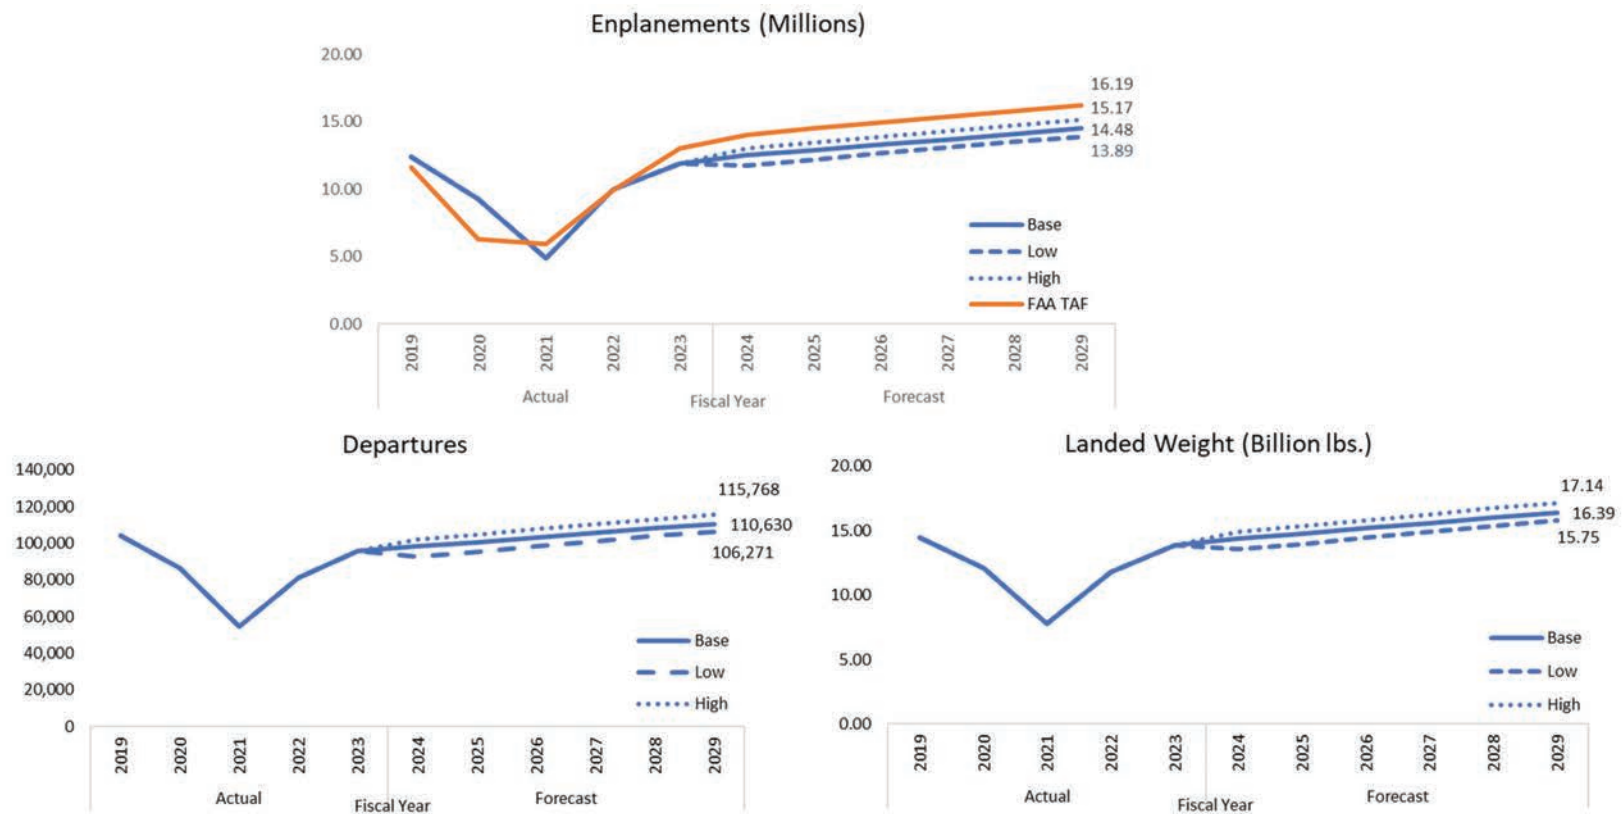 Enplanements (Millions)
20.00
15.00
10.00
5.00
0.00
16.19
15.17
14.48
13.89
Base
Low
High
FAA TAF
2019 2020 2021 2022 2023 2024 2025 2026 2027 2028 2029
Actual Fiscal Year Forecast
Departures
140,000
120,000
100,000
80,000
60,000
40,000
20,000
0
115,768
110,630
106,271
Base
Low
High
2019 2020 2021 2022 2023 2024 2025 2026 2027 2028 2029
Actual Fiscal Year Forecast
Landed Weight (Billion lbs.)
20.00
15.00
10.00
5.00
0.00
17.14
16.39
15.75
Base
Low
High
2019 2020 2021 2022 2023 2024 2025 2026 2027 2028 2029
Actual Fiscal Year Forecast